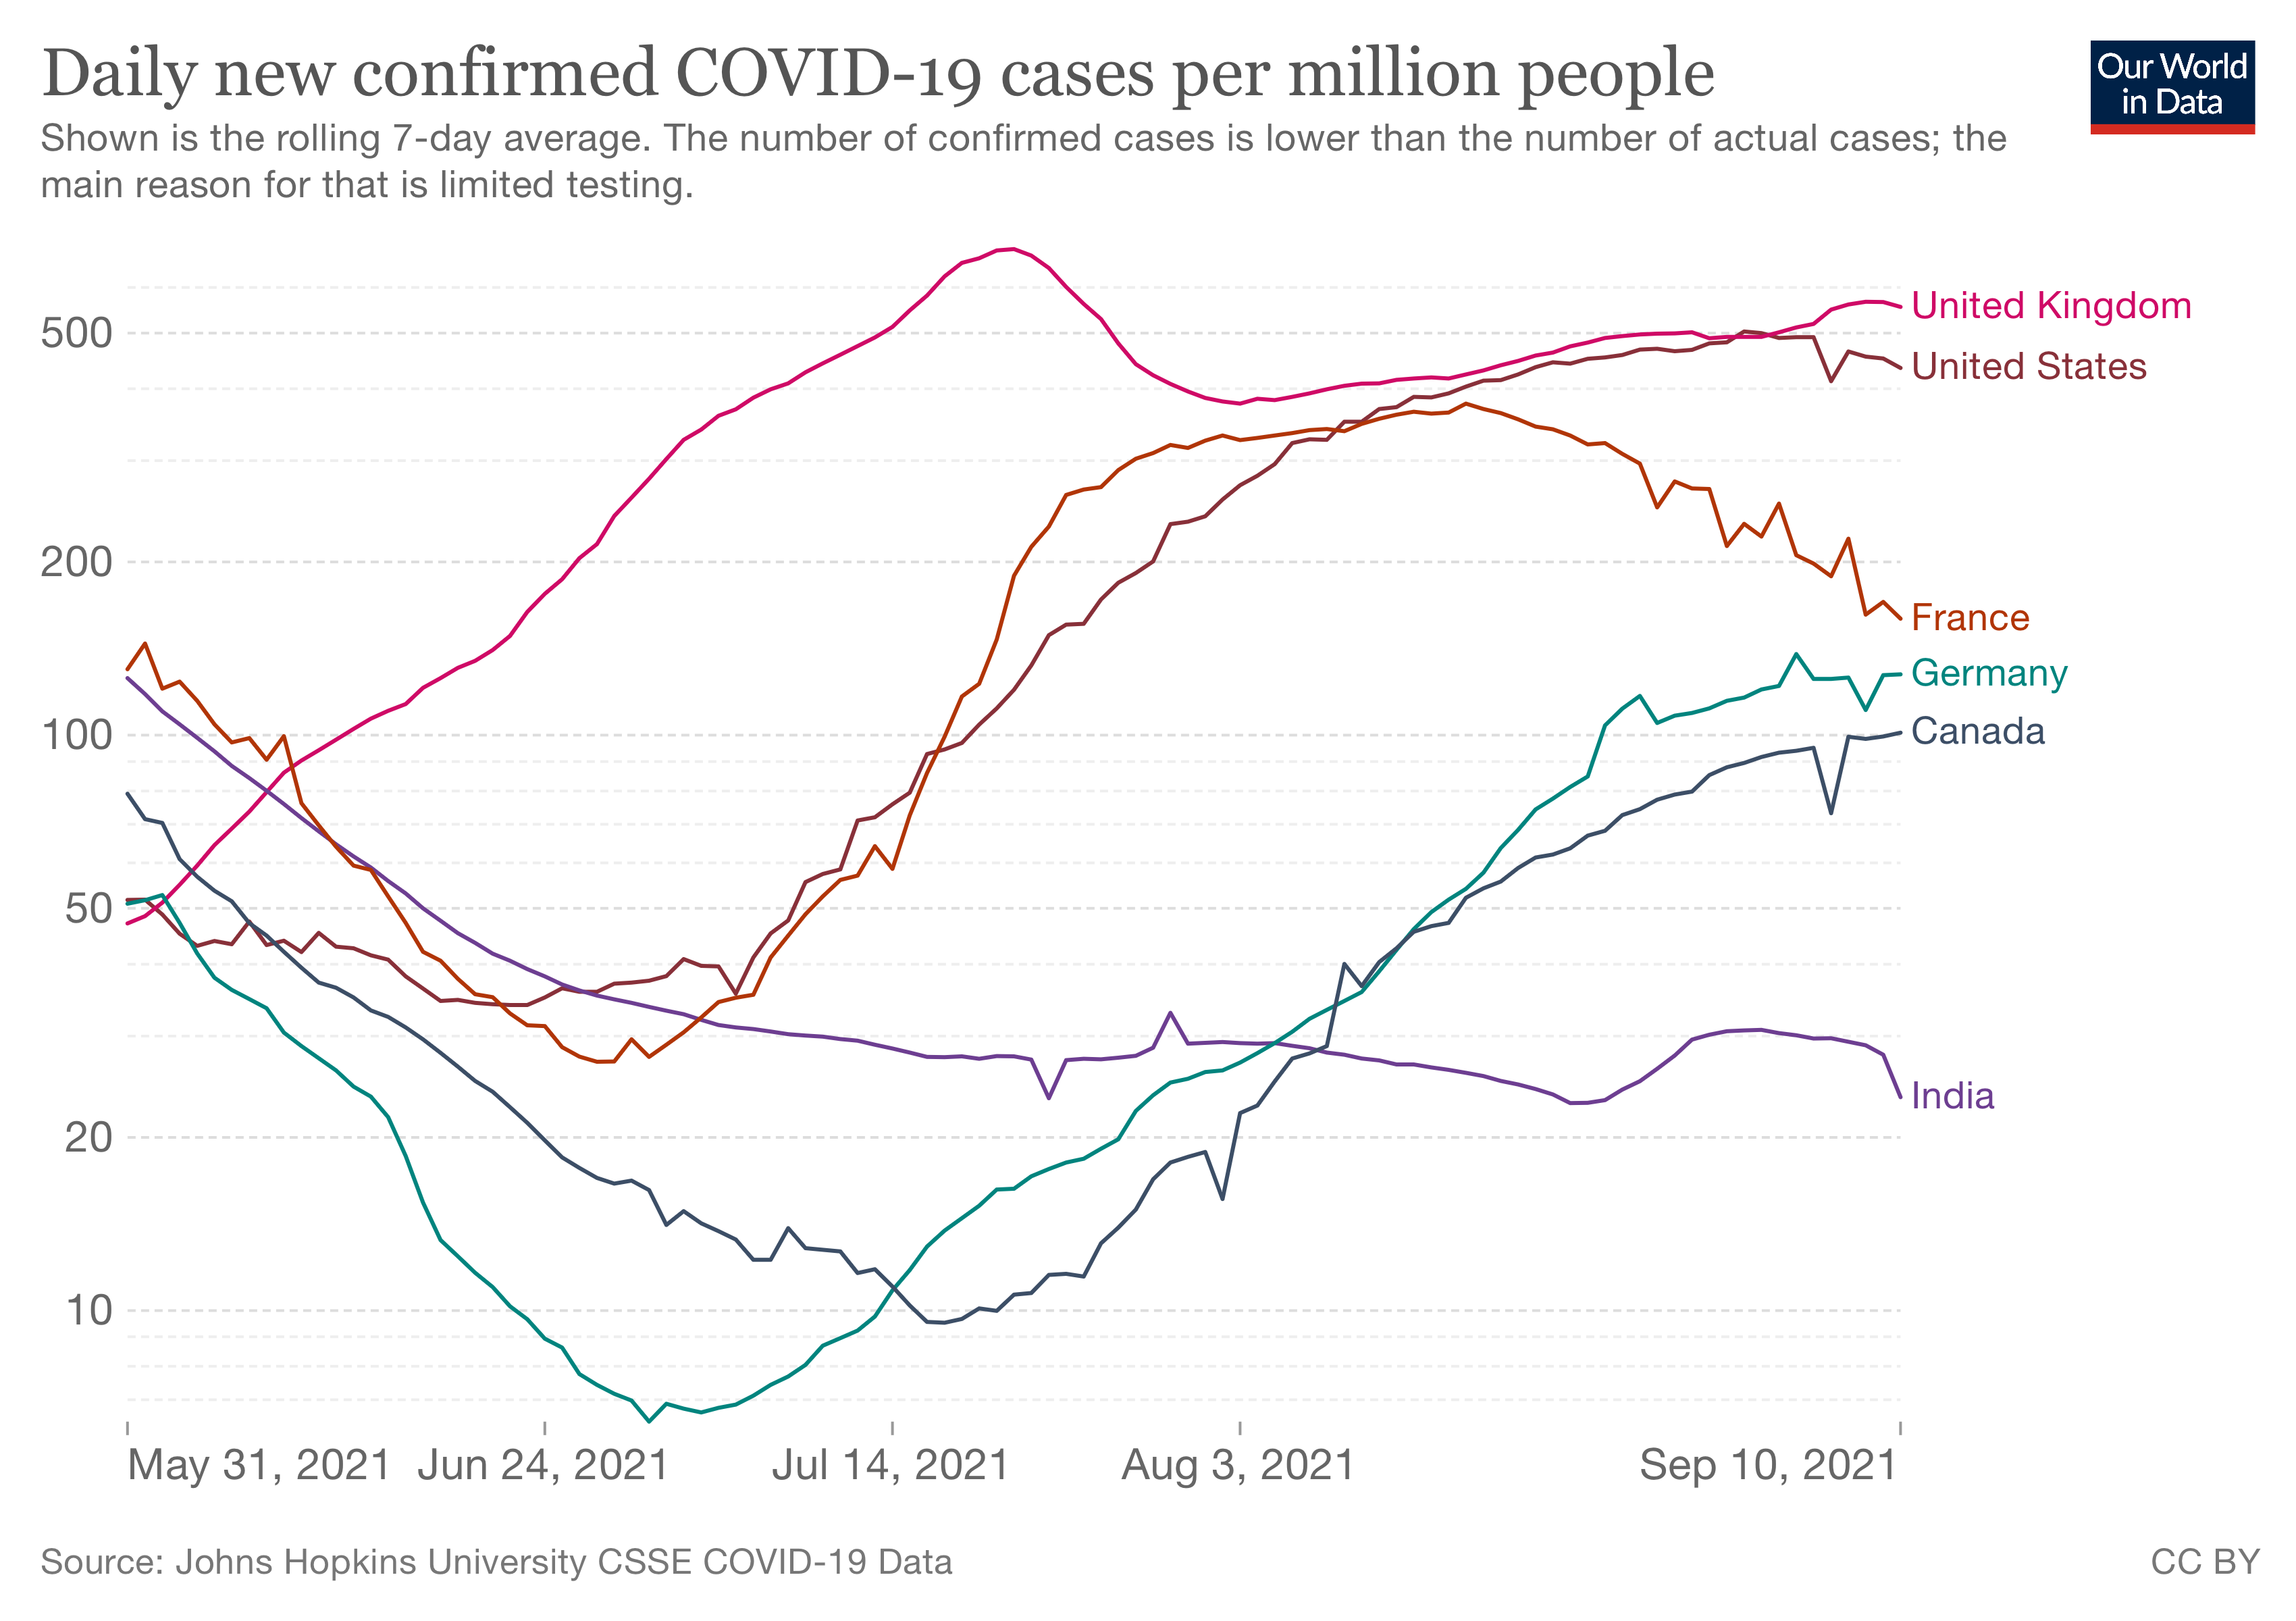 Daily new confirmed COVID-19 cases per million people
Our World
in Data
Shown is the rolling 7-day average. The number of confirmed cases is lower than the number of actual cases; the
main reason for that is limited testing.
500
200
100
50
20
10
United Kingdom
United States
France
Germany
Canada
India
May 31, 2021
Jun 24, 2021
Jul 14, 2021
Aug 3, 2021
Sep 10, 2021
Source: Johns Hopkins University CSSE COVID-19 Data
CC BY